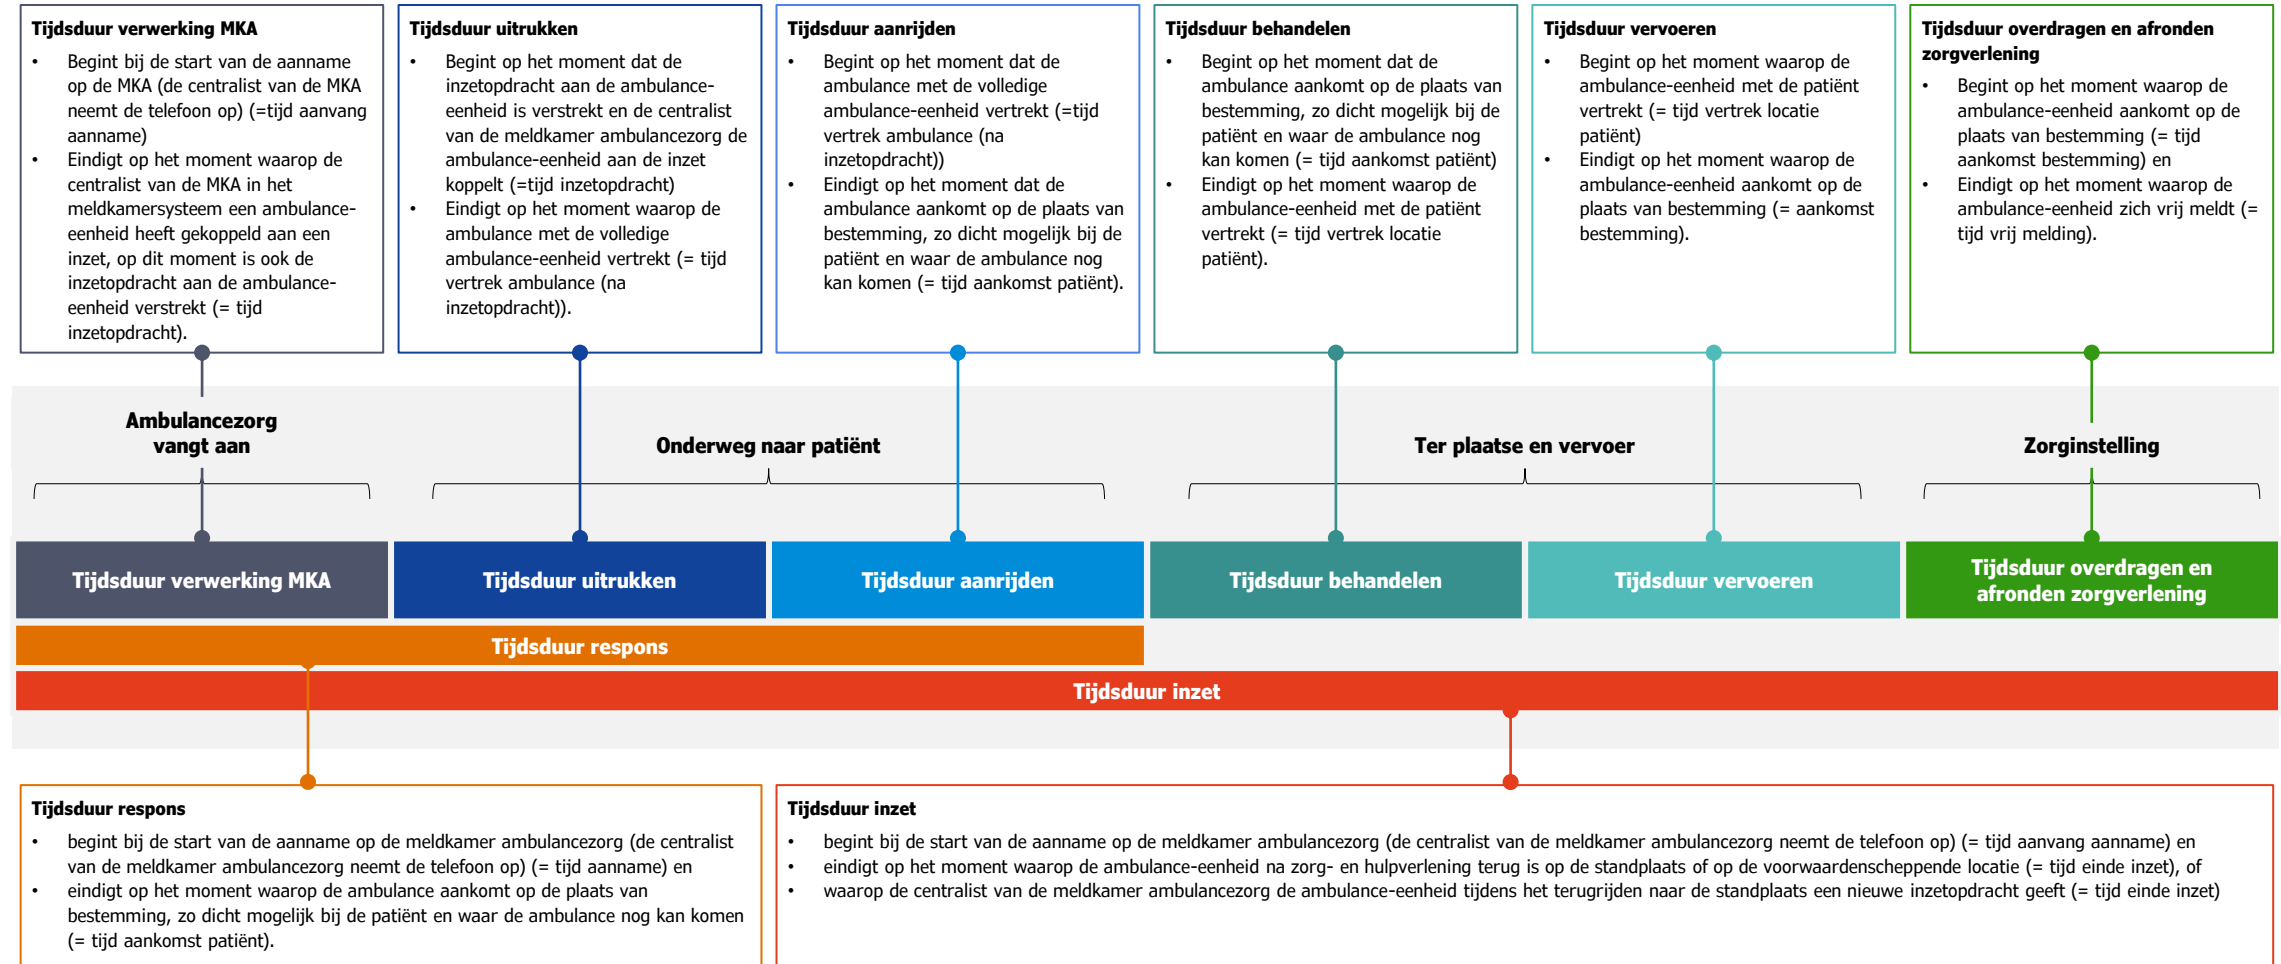 Tijdsduur verwerking MKA
• Begint bij de start van de aanname
op de MKA (de centralist van de MKA
neemt de telefoon op) (=tijd aanvang
aanname)
• Eindigt op het moment waarop de
centralist van de MKA in het
meldkamersysteem een ambulance-
eenheid heeft gekoppeld aan een
inzet, op dit moment is ook de
inzetopdracht aan de ambulance-
eenheid verstrekt (= tijd
inzetopdracht).
Tijdsduur uitrukken
• Begint op het moment dat de
inzetopdracht aan de ambulance-
eenheid is verstrekt en de centralist
van de meldkamer ambulancezorg de
ambulance-eenheid aan de inzet
koppelt (=tijd inzetopdracht)
• Eindigt op het moment waarop de
ambulance met de volledige
ambulance-eenheid vertrekt (= tijd
vertrek ambulance (na
inzetopdracht)).
Tijdsduur aanrijden
• Begint op het moment dat de
ambulance met de volledige
ambulance-eenheid vertrekt (=tijd
vertrek ambulance (na
inzetopdracht))
• Eindigt op het moment dat de
ambulance aankomt op de plaats van
bestemming, zo dicht mogelijk bij de
patiënt en waar de ambulance nog
kan komen (= tijd aankomst patiënt).
Tijdsduur behandelen
• Begint op het moment dat de
ambulance aankomt op de plaats van
bestemming, zo dicht mogelijk bij de
patiënt en waar de ambulance nog
kan komen (= tijd aankomst patiënt)
• Eindigt op het moment waarop de
ambulance-eenheid met de patiënt
vertrekt (= tijd vertrek locatie
patiënt).
Tijdsduur vervoeren
• Begint op het moment waarop de
ambulance-eenheid met de patiënt
vertrekt (= tijd vertrek locatie
patiënt)
• Eindigt op het moment waarop de
ambulance-eenheid aankomt op de
plaats van bestemming (= aankomst
bestemming).
Tijdsduur overdragen en afronden
zorgverlening
• Begint op het moment waarop de
ambulance-eenheid aankomt op de
plaats van bestemming (= tijd
aankomst bestemming) en
• Eindigt op het moment waarop de
ambulance-eenheid zich vrij meldt (=
tijd vrij melding).
Ambulancezorg
vangt aan
Onderweg naar patiënt
Ter plaatse en vervoer
Zorginstelling
Tijdsduur verwerking MKA
Tijdsduur uitrukken
Tijdsduur aanrijden
Tijdsduur behandelen
Tijdsduur vervoeren
Tijdsduur overdragen en
afronden zorgverlening
Tijdsduur respons
Tijdsduur inzet
Tijdsduur respons
• begint bij de start van de aanname op de meldkamer ambulancezorg (de centralist
van de meldkamer ambulancezorg neemt de telefoon op) (= tijd aanname) en
• eindigt op het moment waarop de ambulance aankomt op de plaats van
bestemming, zo dicht mogelijk bij de patiënt en waar de ambulance nog kan komen
(= tijd aankomst patiënt).
Tijdsduur inzet
• begint bij de start van de aanname op de meldkamer ambulancezorg (de centralist van de meldkamer ambulancezorg neemt de telefoon op) (= tijd aanvang aanname) en
• eindigt op het moment waarop de ambulance-eenheid na zorg- en hulpverlening terug is op de standplaats of op de voorwaardenscheppende locatie (= tijd einde inzet), of
• waarop de centralist van de meldkamer ambulancezorg de ambulance-eenheid tijdens het terugrijden naar de standplaats een nieuwe inzetopdracht geeft (= tijd einde inzet)